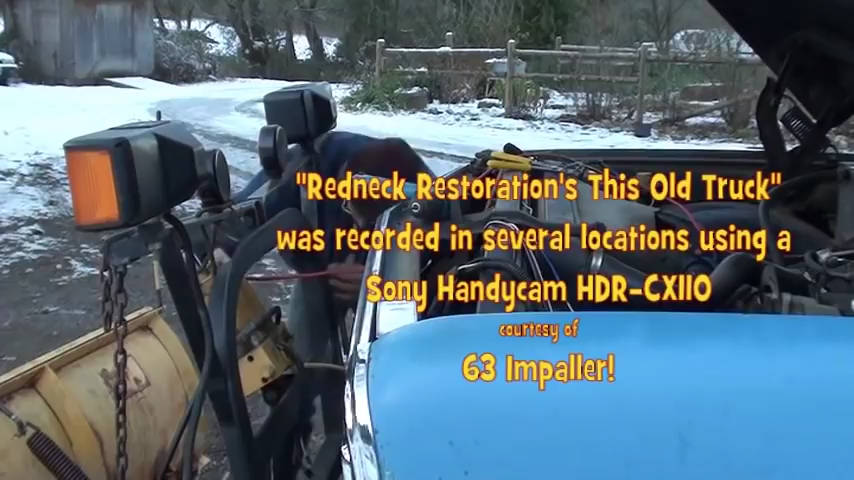 "Redneck Restoration's This Old Truck"
was recorded in several locations using a
Sony Handycam HDR-CX110
courtesy of
63 Impaller!